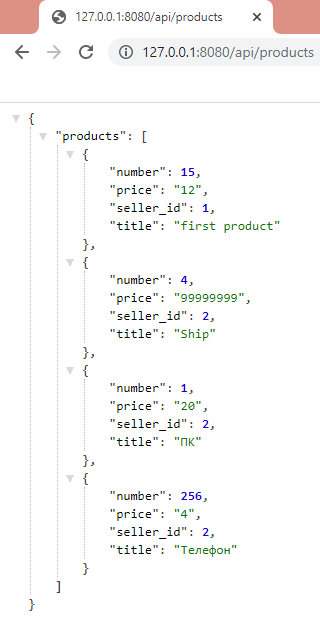 127.0.0.1:8080/api/products
127.0.0.1:8080/api/products
{
"products": [
{
"number": 15,
"price": "12",
"seller_id": 1,
"title": "first product"
},
{
"number": 4,
"price": "99999999",
"seller_id": 2,
"title": "Ship"
},
{
"number": 1,
"price": "20",
"seller_id": 2,
"title": "ПК"
},
{
"number": 256,
"price": "4",
"seller_id": 2,
"title": "Телефон"
}
]
}